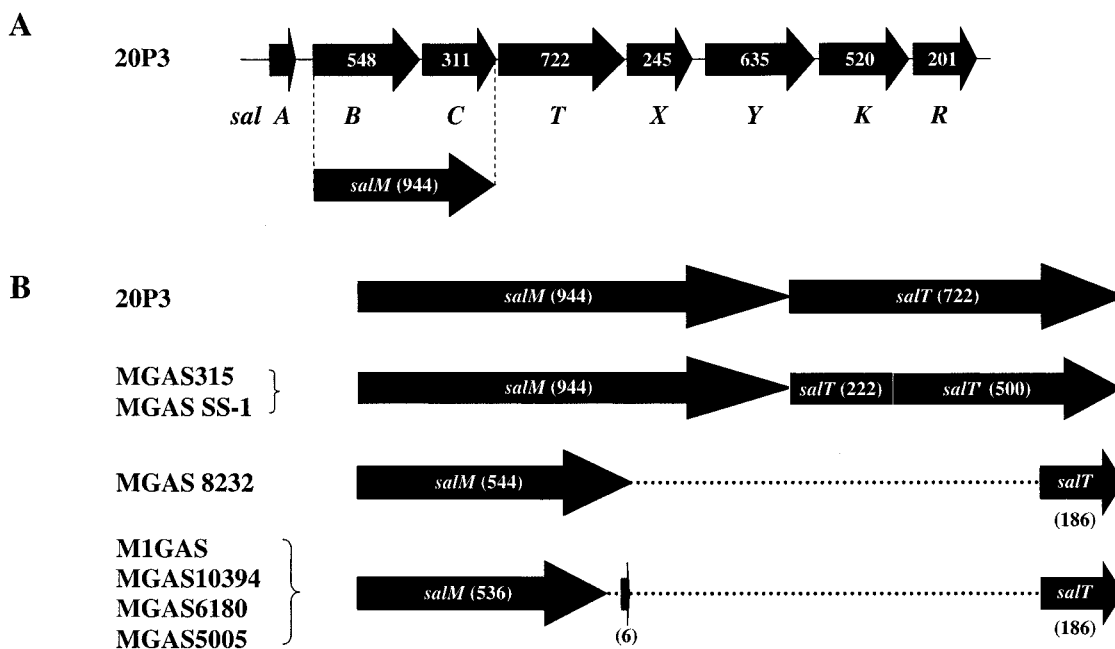 A
20P3
548 311 722 245 635 520 201
sal A B C T X Y K R
salM (944)
B
20P3
salM (944) salT (722)
MGAS315
MGAS SS-1
salM (944) salT (222) salT' (500)
MGAS 8232
salM (544) salT
(186)
M1GAS
MGAS10394
MGAS6180
MGAS5005
salM (536) salT
(6) (186)